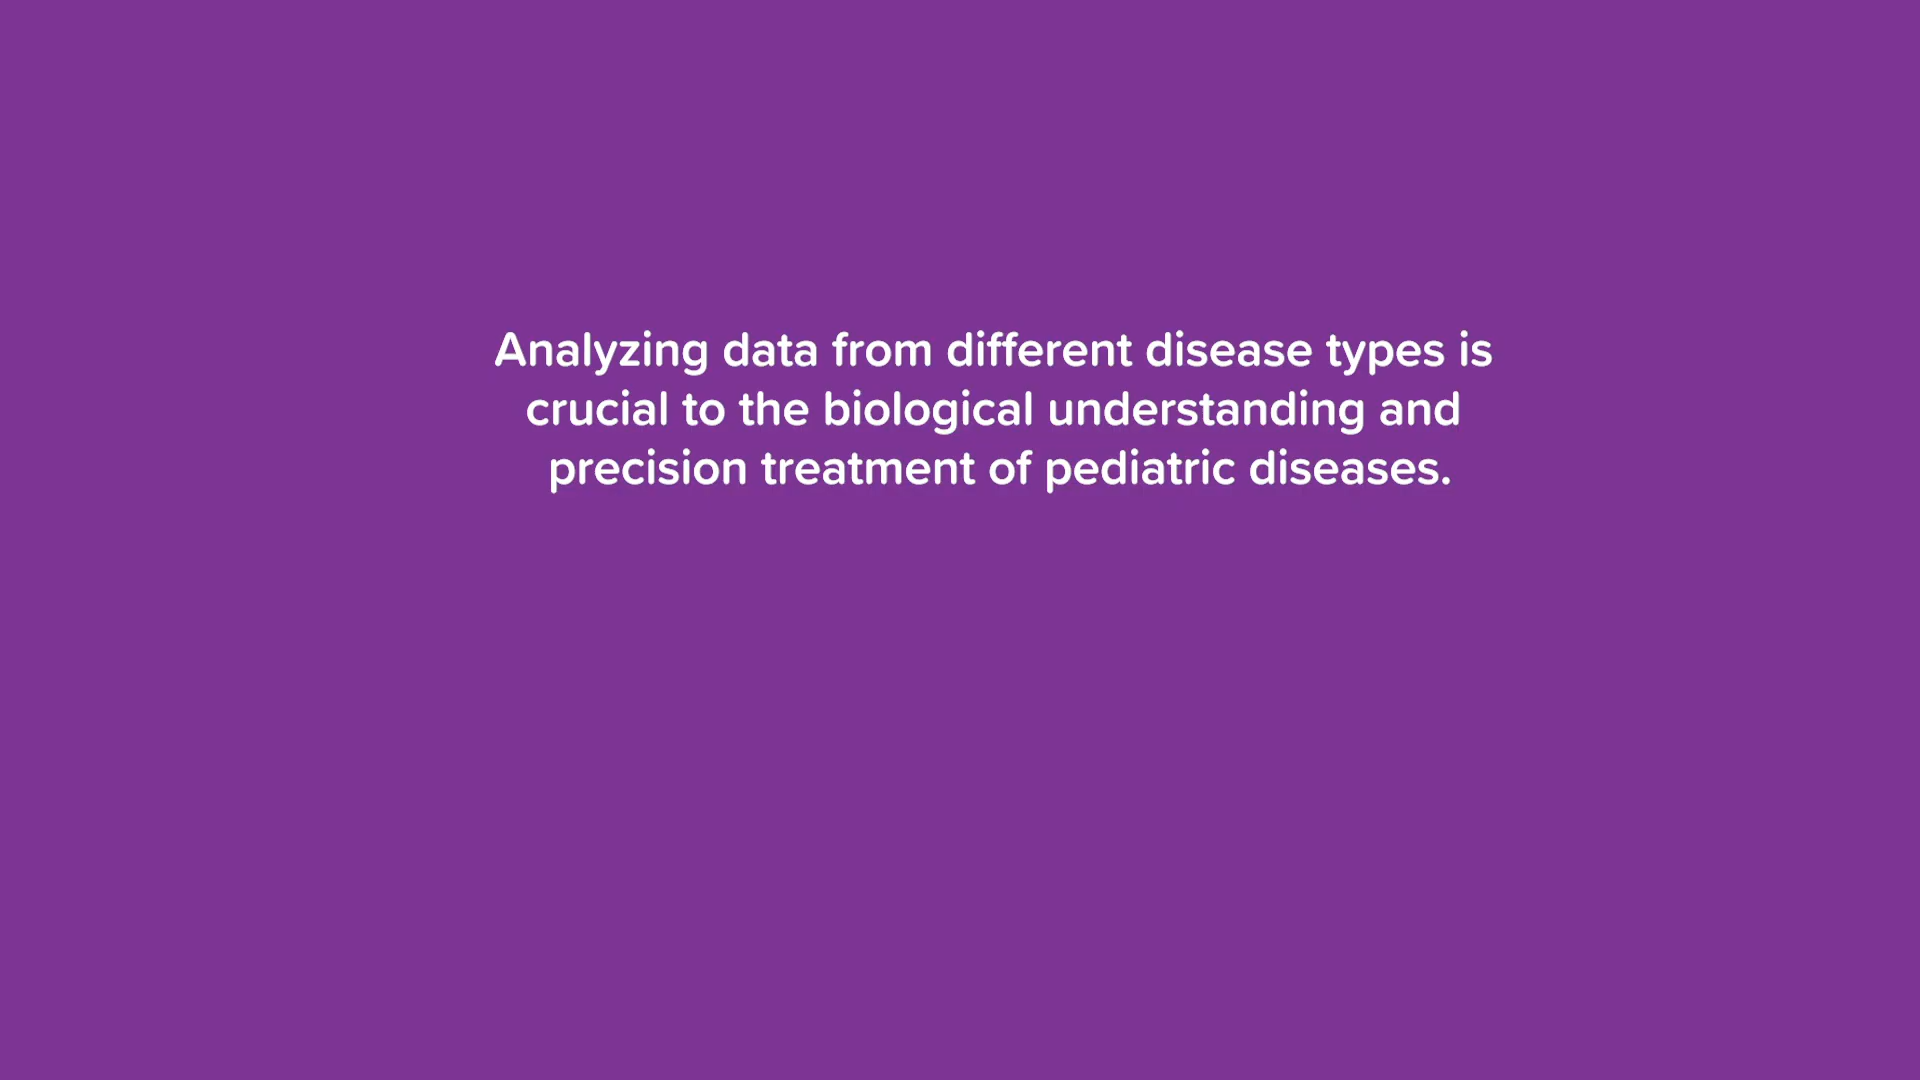 Analyzing data from different disease types is
crucial to the biological understanding and
precision treatment of pediatric diseases.